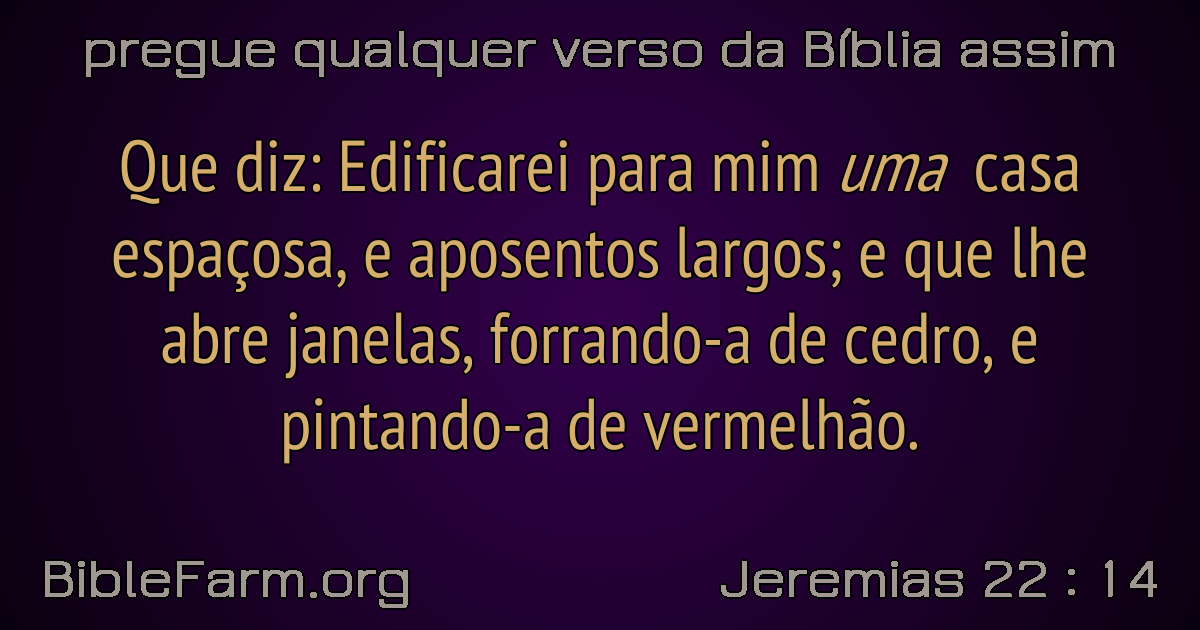 pregue qualquer verso da Bíblia assim
Que diz: Edificarei para mim uma casa
espaçosa, e aposentos largos; e que lhe
abre janelas, forrando-a de cedro, e
pintando-a de vermelhão.
BibleFarm.org
Jeremias 22 : 14